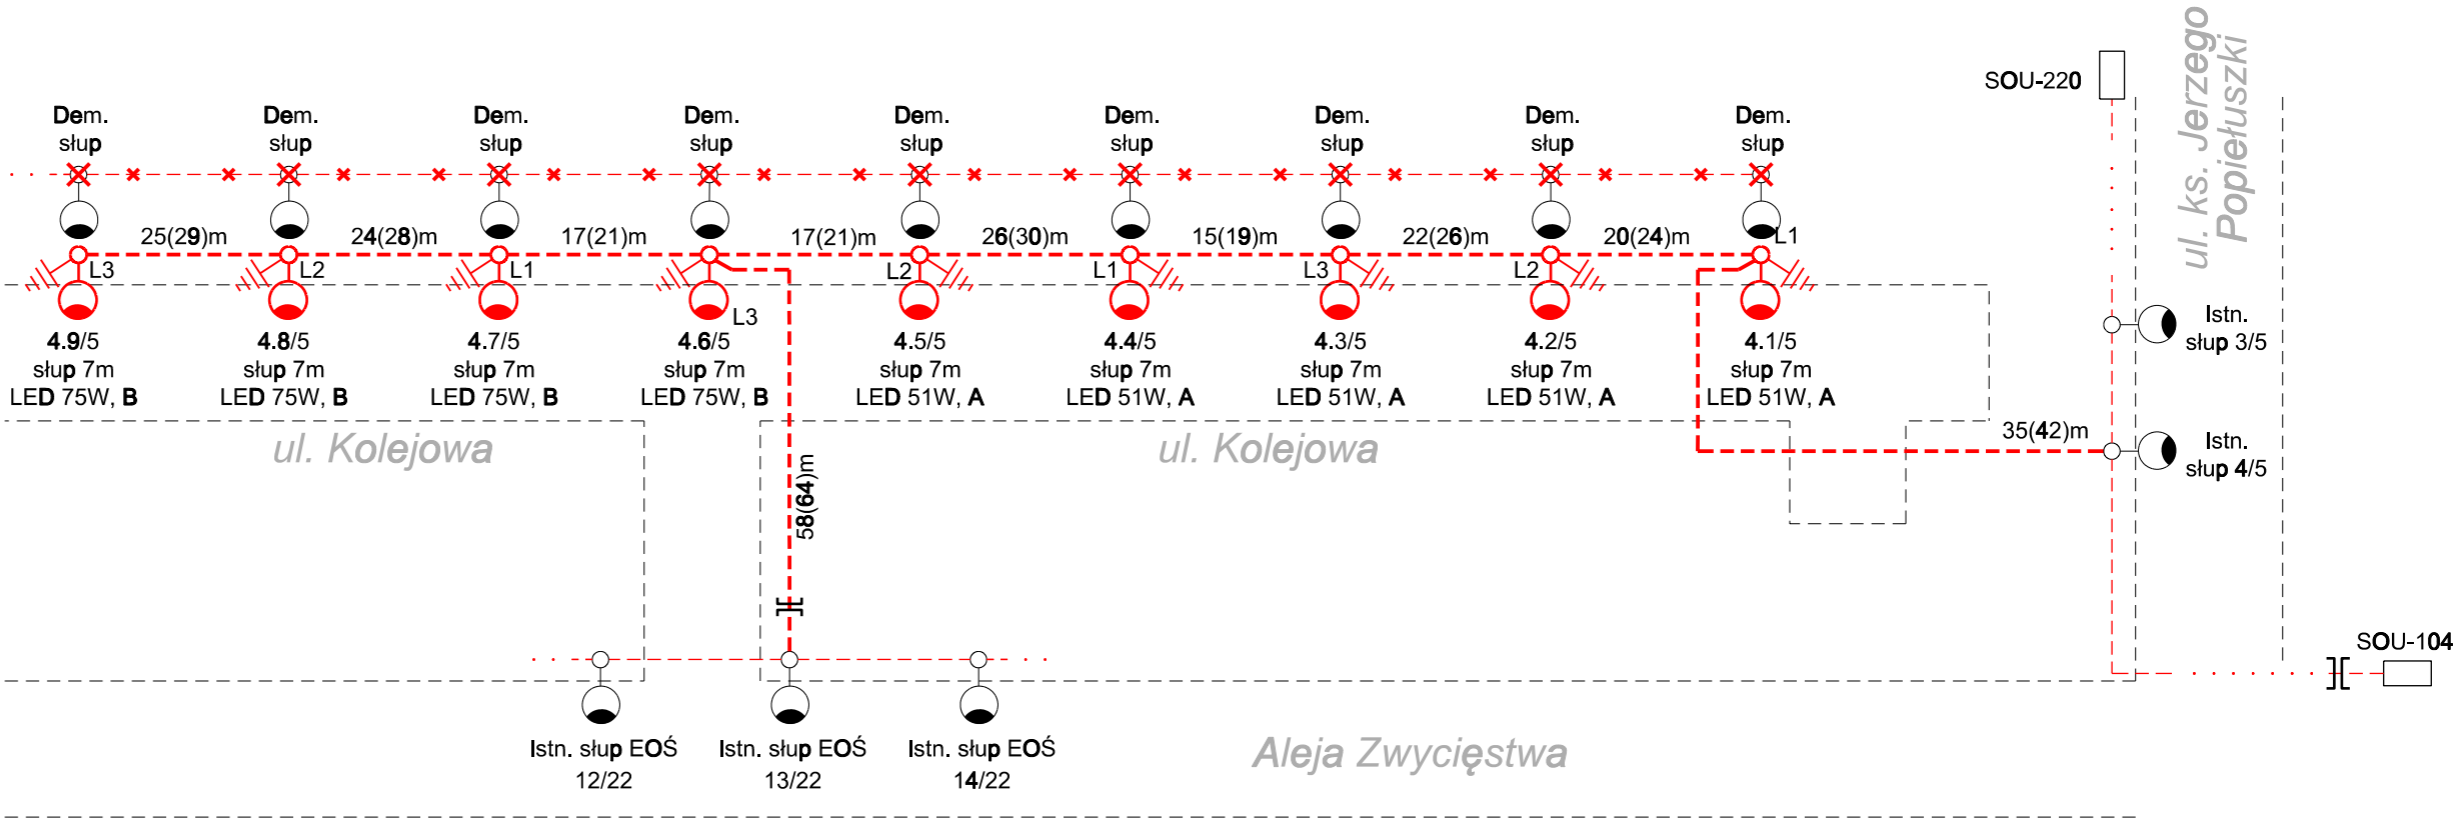 ul. ks. Jerzego
Popiełuszki
SOU-220
Dem.
słup
Dem.
słup
Dem.
słup
Dem.
słup
Dem.
słup
Dem.
słup
Dem.
słup
Dem.
słup
Dem.
słup
25(29)m
24(28)m
17(21)m
17(21)m
26(30)m
15(19)m
22(26)m
20(24)m
L3
L2
L1
L3
L2
L1
L3
L2
L1
4.9/5
słup 7m
LED 75W, B
4.8/5
słup 7m
LED 75W, B
4.7/5
słup 7m
LED 75W, B
4.6/5
słup 7m
LED 75W, B
4.5/5
słup 7m
LED 51W, A
4.4/5
słup 7m
LED 51W, A
4.3/5
słup 7m
LED 51W, A
4.2/5
słup 7m
LED 51W, A
4.1/5
słup 7m
LED 51W, A
Istn.
słup 3/5
35(42)m
Istn.
słup 4/5
ul. Kolejowa
ul. Kolejowa
58(64)m
SOU-104
Istn. słup EOŚ
12/22
Istn. słup EOŚ
13/22
Istn. słup EOŚ
14/22
Aleja Zwycięstwa